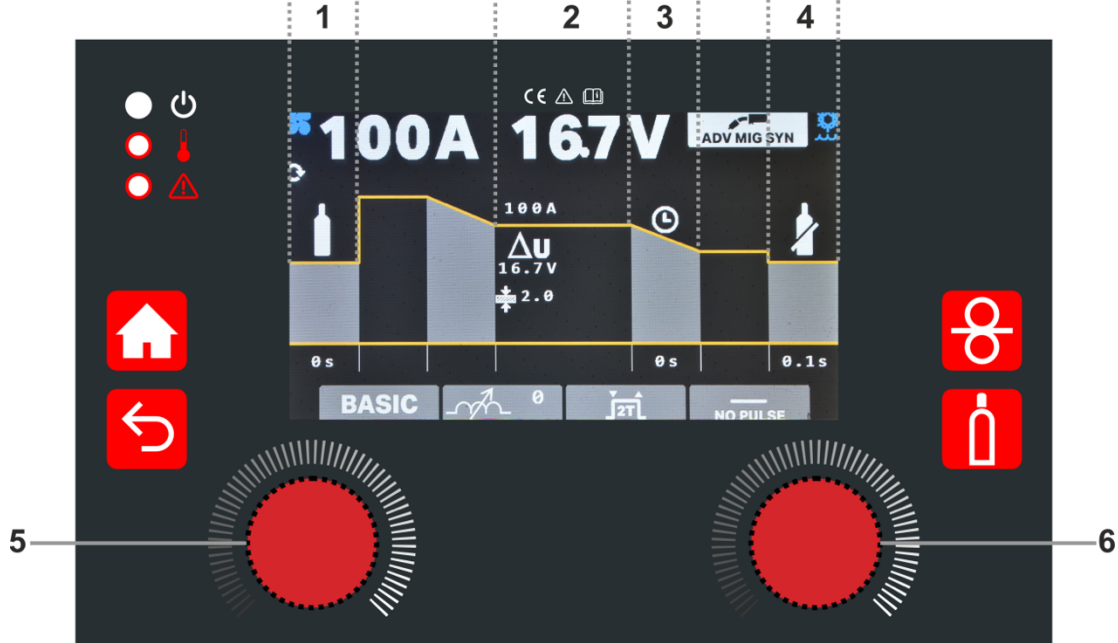 1 2 3 4
CE
100A 16.7V ADV MIG SYN
100A
ΔU
16.7V
2.0
0s 0s 0.1s
BASIC 0 2T NO PULSE
5 6